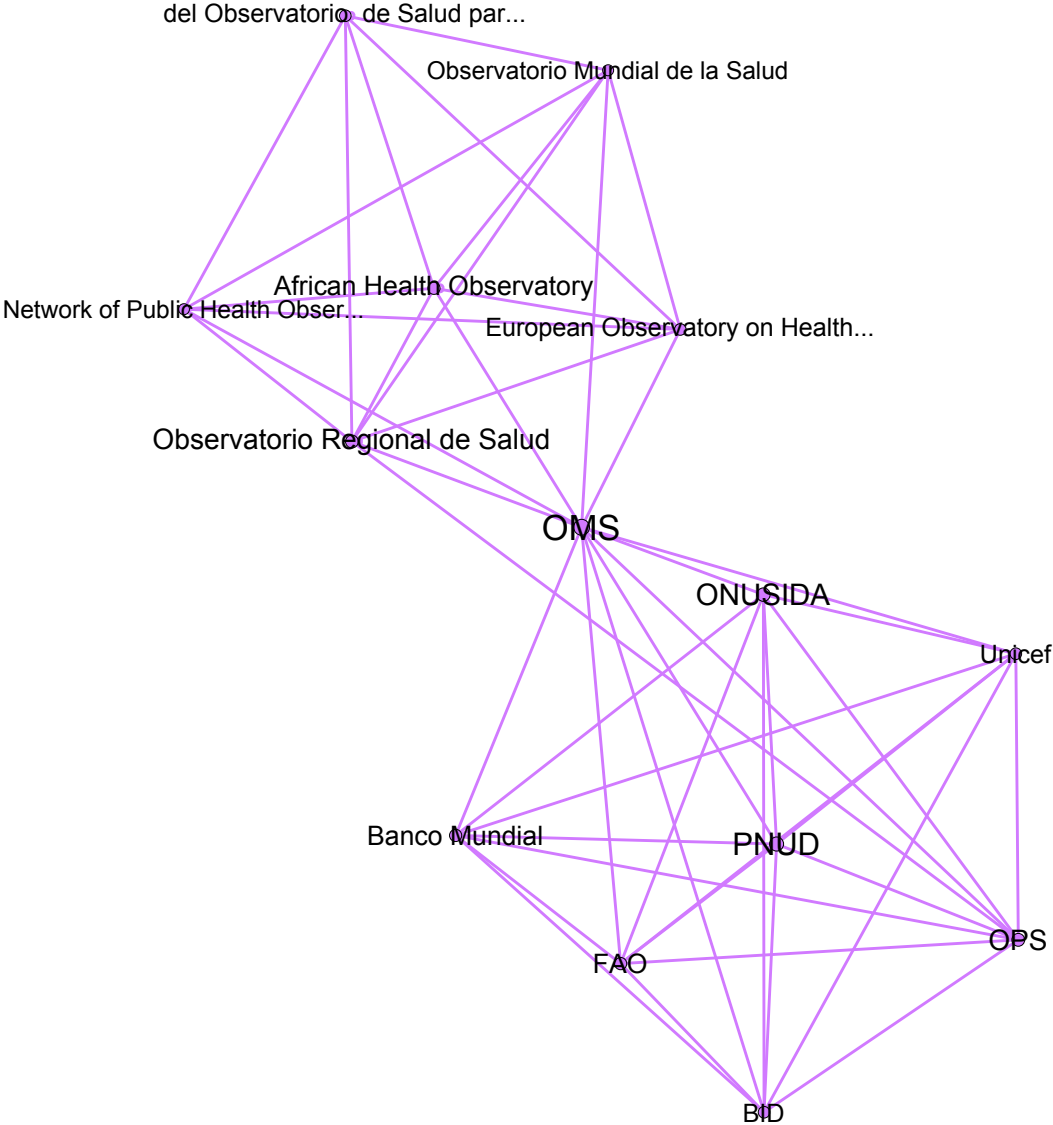 del Observatorio de Salud par...
Observatorio Mundial de la Salud
African Health Observatory
Network of Public Health Obser...
European Observatory on Health...
Observatorio Regional de Salud
OMS
ONUSIDA
Unicef
Banco Mundial
PNUD
OPS
FAO
BID